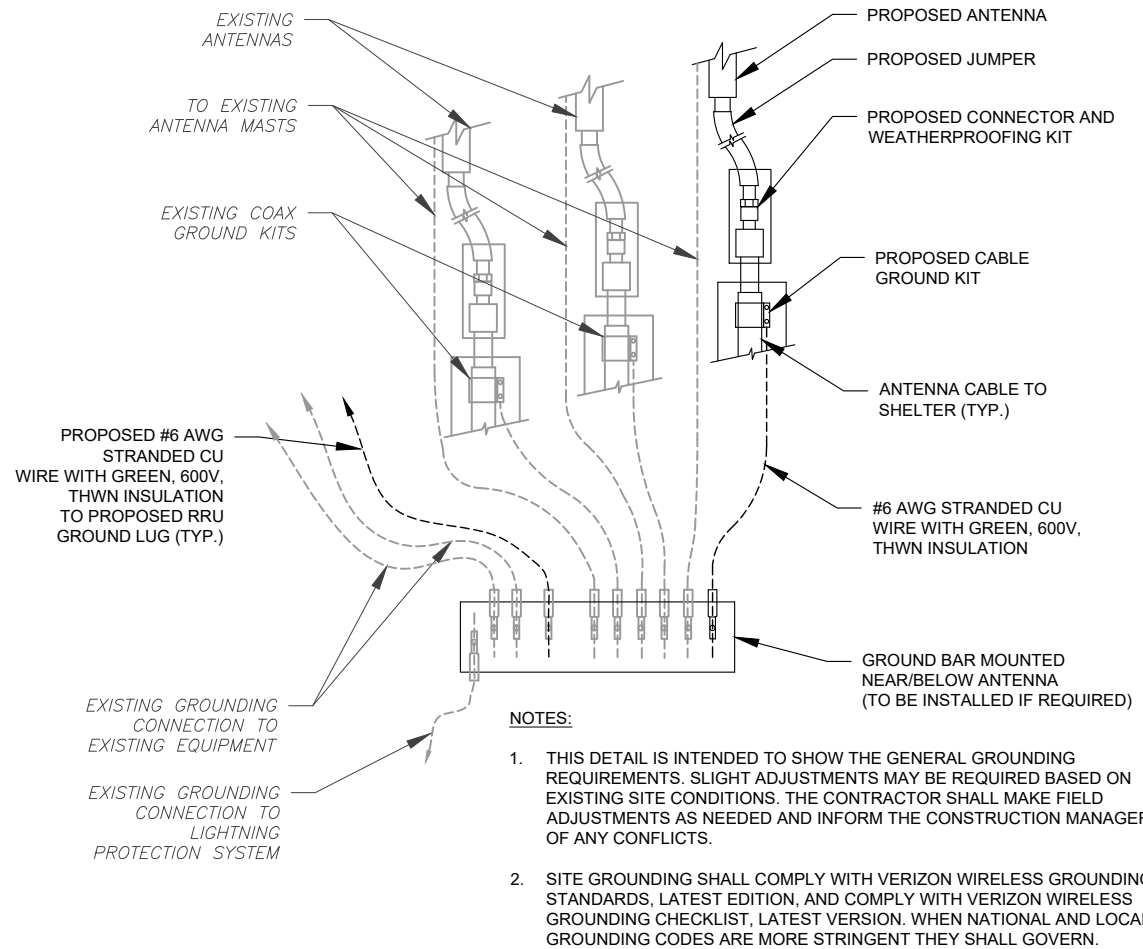 EXISTING
ANTENNAS
TO EXISTING
ANTENNA MASTS
EXISTING COAX
GROUND KITS
PROPOSED #6 AWG
STRANDED CU
WIRE WITH GREEN, 600V,
THWN INSULATION
TO PROPOSED RRU
GROUND LUG (TYP.)
EXISTING GROUNDING
CONNECTION TO
EXISTING EQUIPMENT
EXISTING GROUNDING
CONNECTION TO
LIGHTNING
PROTECTION SYSTEM
PROPOSED ANTENNA
PROPOSED JUMPER
PROPOSED CONNECTOR AND
WEATHERPROOFING KIT
PROPOSED CABLE
GROUND KIT
ANTENNA CABLE TO
SHELTER (TYP.)
#6 AWG STRANDED CU
WIRE WITH GREEN, 600V,
THWN INSULATION
GROUND BAR MOUNTED
NEAR/BELOW ANTENNA
(TO BE INSTALLED IF REQUIRED)
NOTES:
1. THIS DETAIL IS INTENDED TO SHOW THE GENERAL GROUNDING
REQUIREMENTS. SLIGHT ADJUSTMENTS MAY BE REQUIRED BASED ON
EXISTING SITE CONDITIONS. THE CONTRACTOR SHALL MAKE FIELD
ADJUSTMENTS AS NEEDED AND INFORM THE CONSTRUCTION MANAGER
OF ANY CONFLICTS.
2. SITE GROUNDING SHALL COMPLY WITH VERIZON WIRELESS GROUNDING
STANDARDS, LATEST EDITION, AND COMPLY WITH VERIZON WIRELESS
GROUNDING CHECKLIST, LATEST VERSION. WHEN NATIONAL AND LOCAL
GROUNDING CODES ARE MORE STRINGENT THEY SHALL GOVERN.